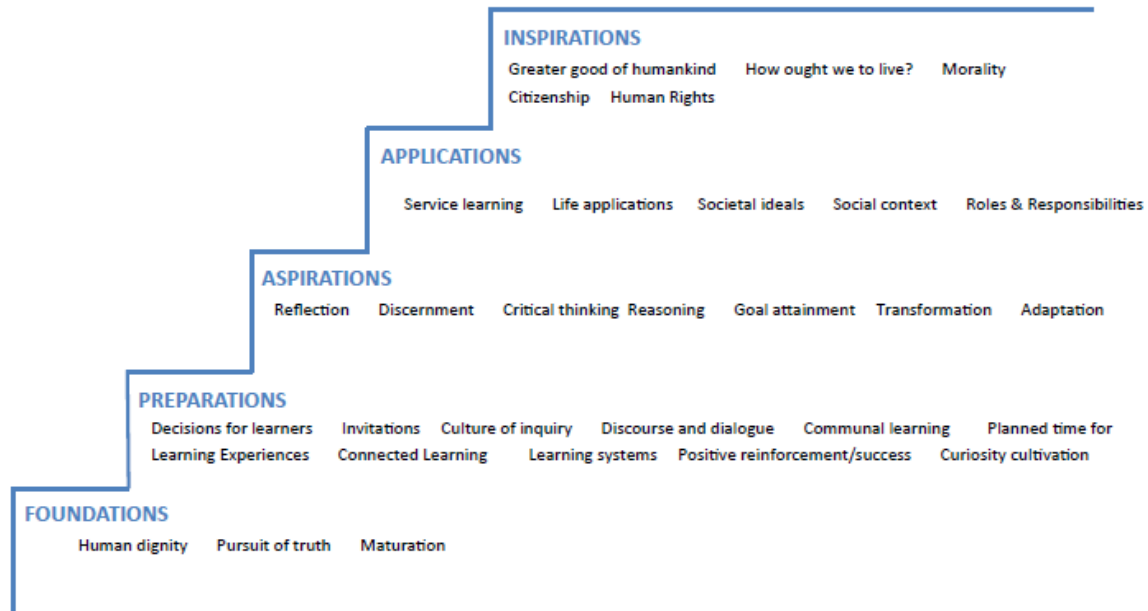 INSPIRATIONS
Greater good of humankind How ought we to live? Morality
Citizenship Human Rights
APPLICATIONS
Service learning Life applications Societal ideals Social context Roles & Responsibilities
ASPIRATIONS
Reflection Discernment Critical thinking Reasoning Goal attainment Transformation Adaptation
PREPARATIONS
Decisions for learners Invitations Culture of inquiry Discourse and dialogue Communal learning Planned time for
Learning Experiences Connected Learning Learning systems Positive reinforcement/success Curiosity cultivation
FOUNDATIONS
Human dignity Pursuit of truth Maturation